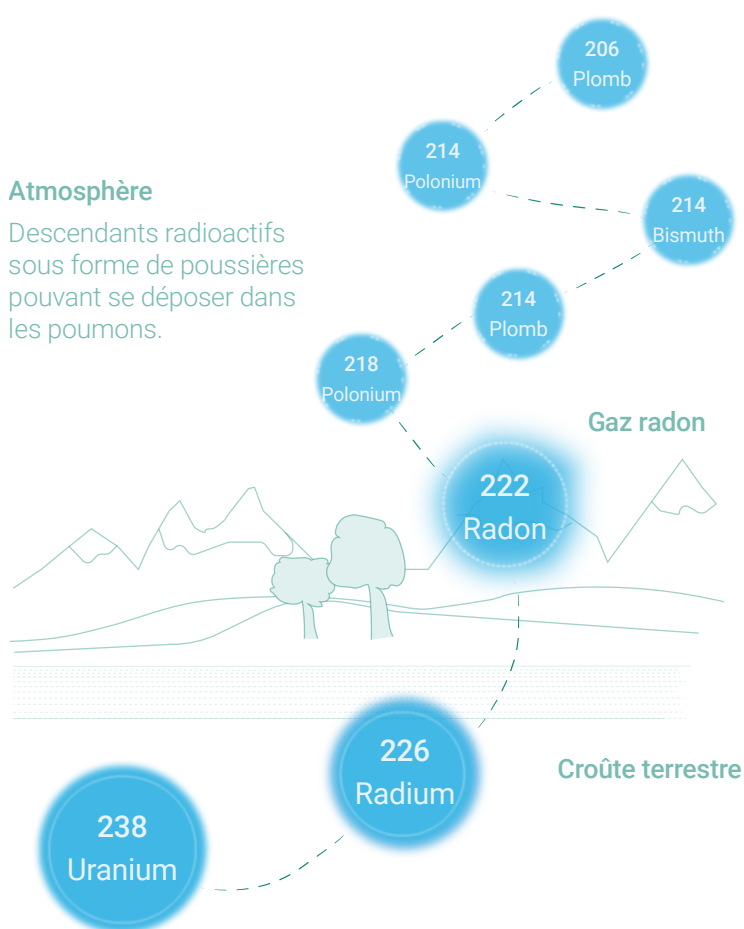 206
Plomb
214
Polonium
Atmosphère
214
Bismuth
Descendants radioactifs
sous forme de poussières
pouvant se déposer dans
les poumons.
214
Plomb
218
Polonium
Gaz radon
222
Radon
226
Radium
Croûte terrestre
238
Uranium